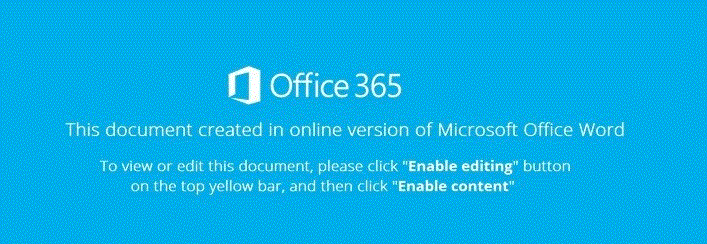 Office 365
This document created in online version of Microsoft Office Word
To view or edit this document, please click "Enable editing" button
on the top yellow bar, and then click "Enable content"